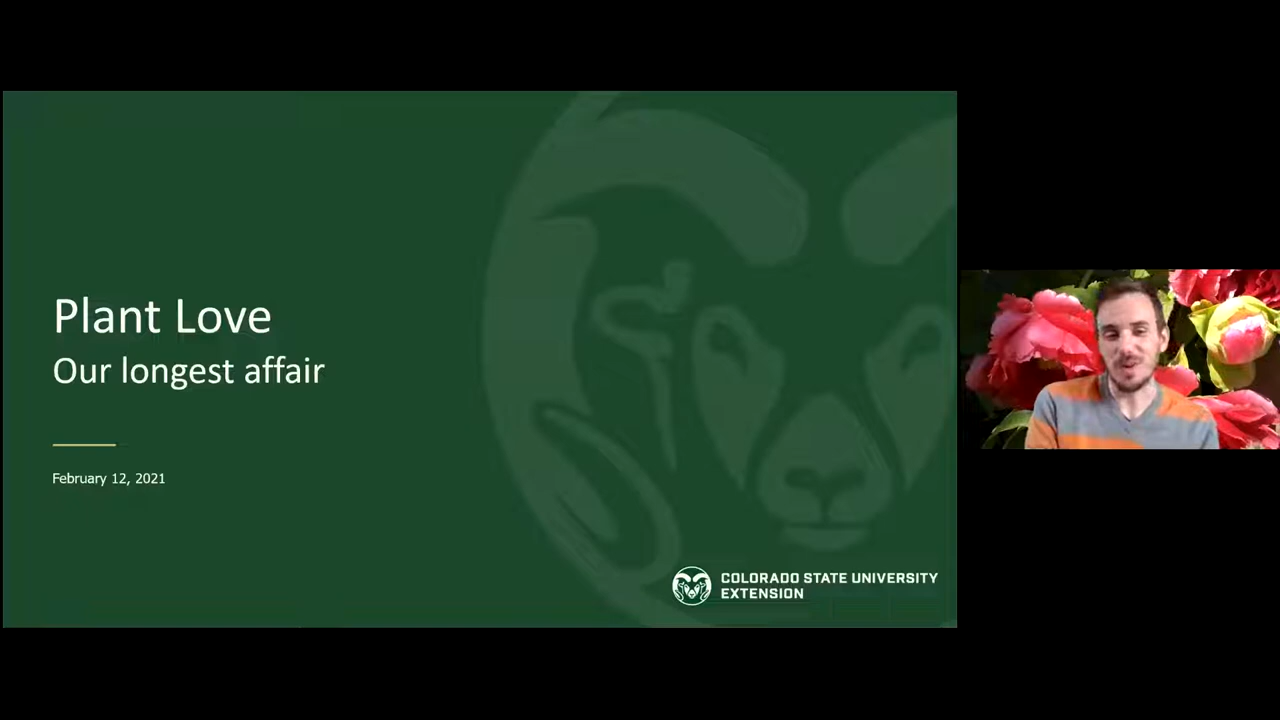 Plant Love
Our longest affair
February 12, 2021
COLORADO STATE UNIVERSITY
EXTENSION